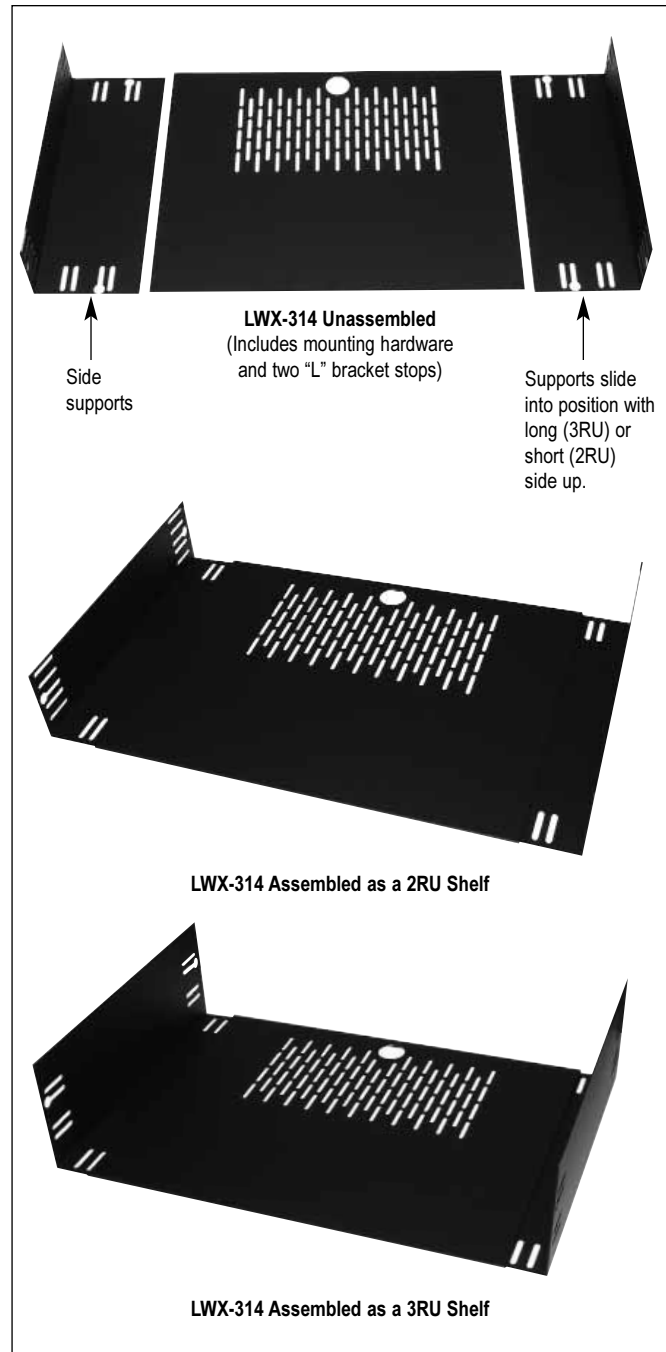 LWX-314 Unassembled
(Includes mounting hardware
and two “L” bracket stops)
Side
supports
Supports slide
into position with
long (3RU) or
short (2RU)
side up.
LWX-314 Assembled as a 2RU Shelf
LWX-314 Assembled as a 3RU Shelf